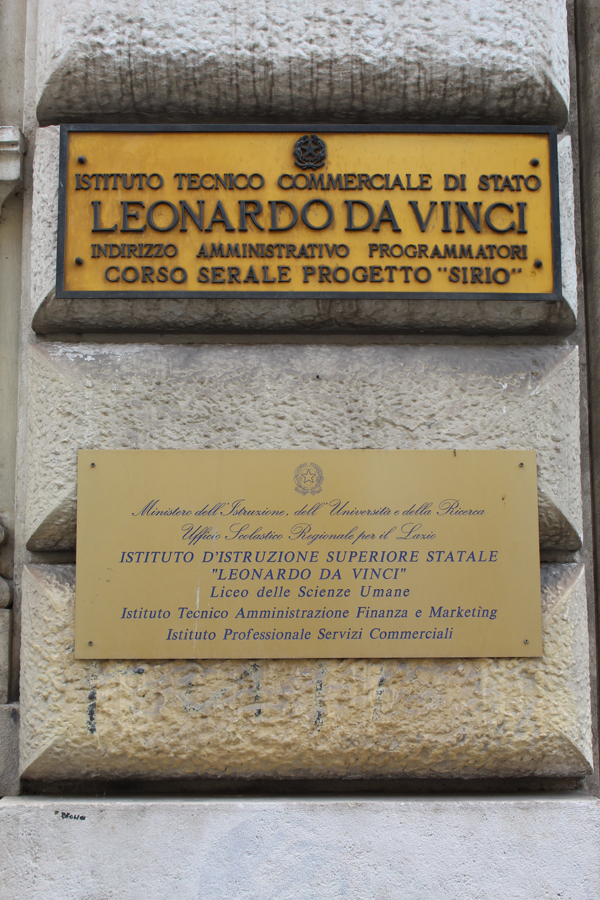 ISTITUTO TECNICO COMMERCIALE DI STATO
LEONARDO DA VINCI
INDIRIZZO AMMINISTRATIVO PROGRAMMATORI
CORSO SERALE PROGETTO "SIRIO"
Ministero dell'Istruzione, dell'Università e della Ricerca
Ufficio Scolastico Regionale per il Lazio
ISTITUTO D'ISTRUZIONE SUPERIORE STATALE
"LEONARDO DA VINCI"
Liceo delle Scienze Umane
Istituto Tecnico Amministrazione Finanza e Marketing
Istituto Professionale Servizi Commerciali